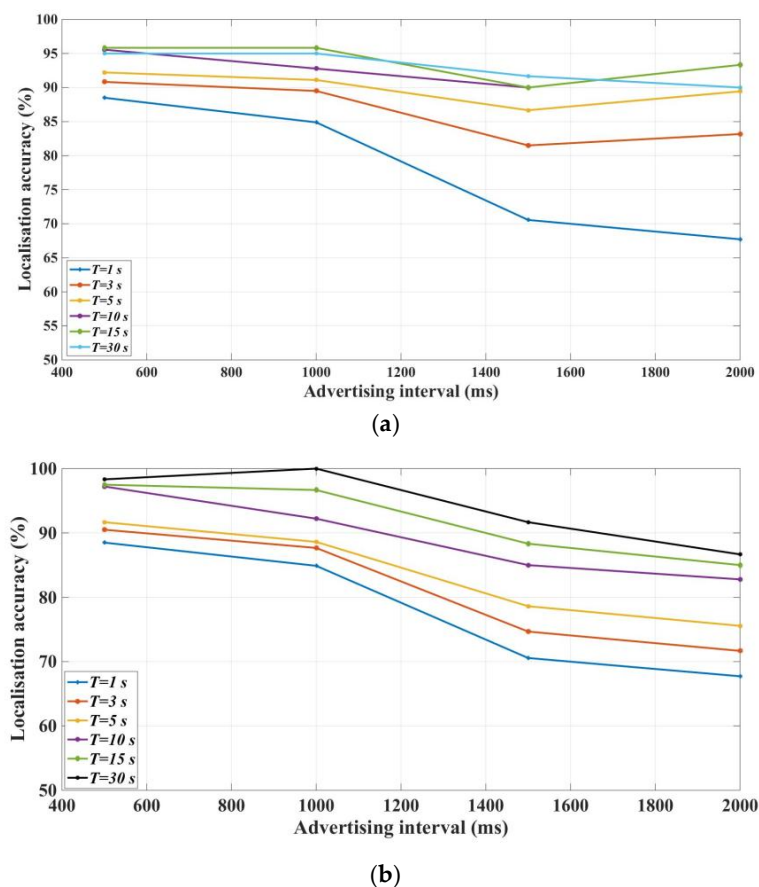 100
95
90
85
80
75
70
65
60
55
50
Localisation accuracy (%)
T=1 s
T=3 s
T=5 s
T=10 s
T=15 s
T=30 s
400 600 800 1000 1200 1400 1600 1800 2000
Advertising interval (ms)
(a)
100
90
80
70
60
50
Localisation accuracy (%)
T=1 s
T=3 s
T=5 s
T=10 s
T=15 s
T=30 s
400 600 800 1000 1200 1400 1600 1800 2000
Advertising interval (ms)
(b)